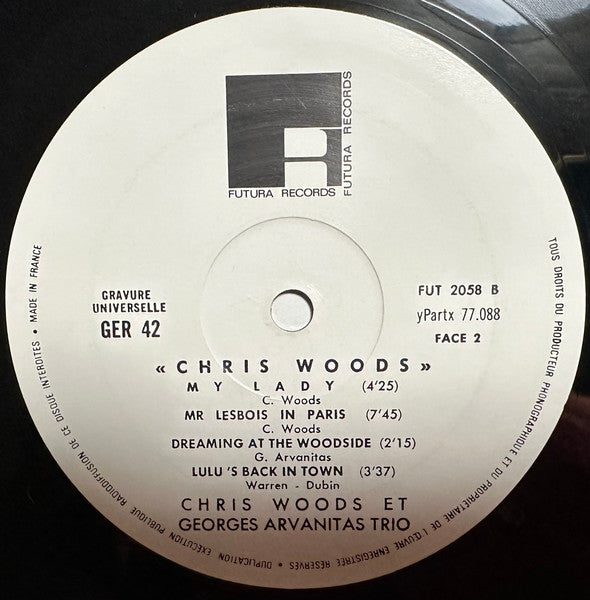 FUTURA RECORDS
FUTURA RECORDS
GRAVURE
UNIVERSELLE
GER 42
FUT 2058 B
yPartx 77.088
FACE 2
« CHRIS WOODS »
MY LADY (4'25)
C. Woods
MR LESBOIS IN PARIS (7'45)
C. Woods
DREAMING AT THE WOODSIDE (2'15)
G. Arvanitas
LULU'S BACK IN TOWN (3'37)
Warren - Dubin
CHRIS WOODS ET
GEORGES ARVANITAS TRIO
TOUS DROITS DU PRODUCTEUR PHONOGRAPHIQUE ET DU PROPRIETAIRE DE L'ŒUVRE ENREGISTREE RESERVES • DUPLICATION EXECUTION PUBLIQUE RADIODIFFUSION DE CE DISQUE INTERDITES • MADE IN FRANCE